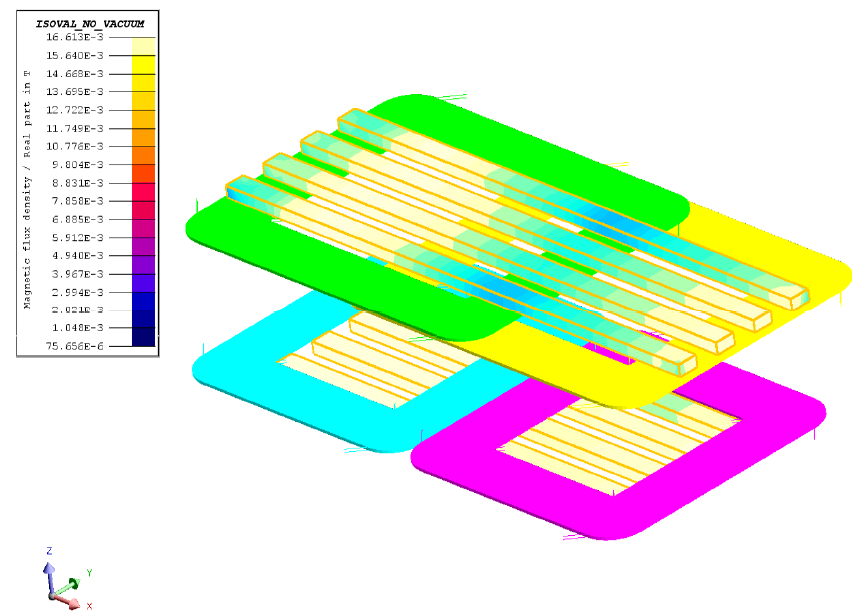 ISOVAL_NO_VACUUM
Magnetic flux density / Real part in T
16.613E-3
15.640E-3
14.668E-3
13.695E-3
12.722E-3
11.749E-3
10.776E-3
9.804E-3
8.831E-3
7.858E-3
6.885E-3
5.912E-3
4.940E-3
3.967E-3
2.994E-3
2.021E-3
1.048E-3
75.656E-6
Z
Y
X